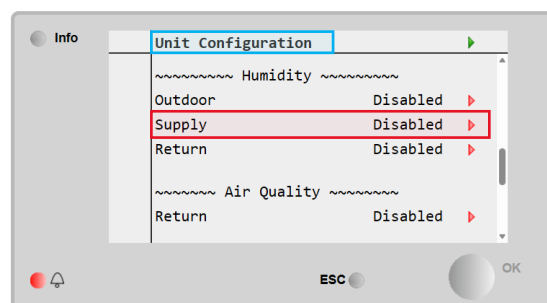 Info
Unit Configuration
~~~~~~~~~ Humidity ~~~~~~~~~
Outdoor Disabled
Supply Disabled
Return Disabled
~~~~~~~ Air Quality ~~~~~~~~
Return Disabled
ESC
OK